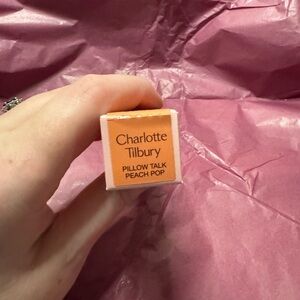 Charlotte
Tilbury
PILLOW TALK
PEACH POP